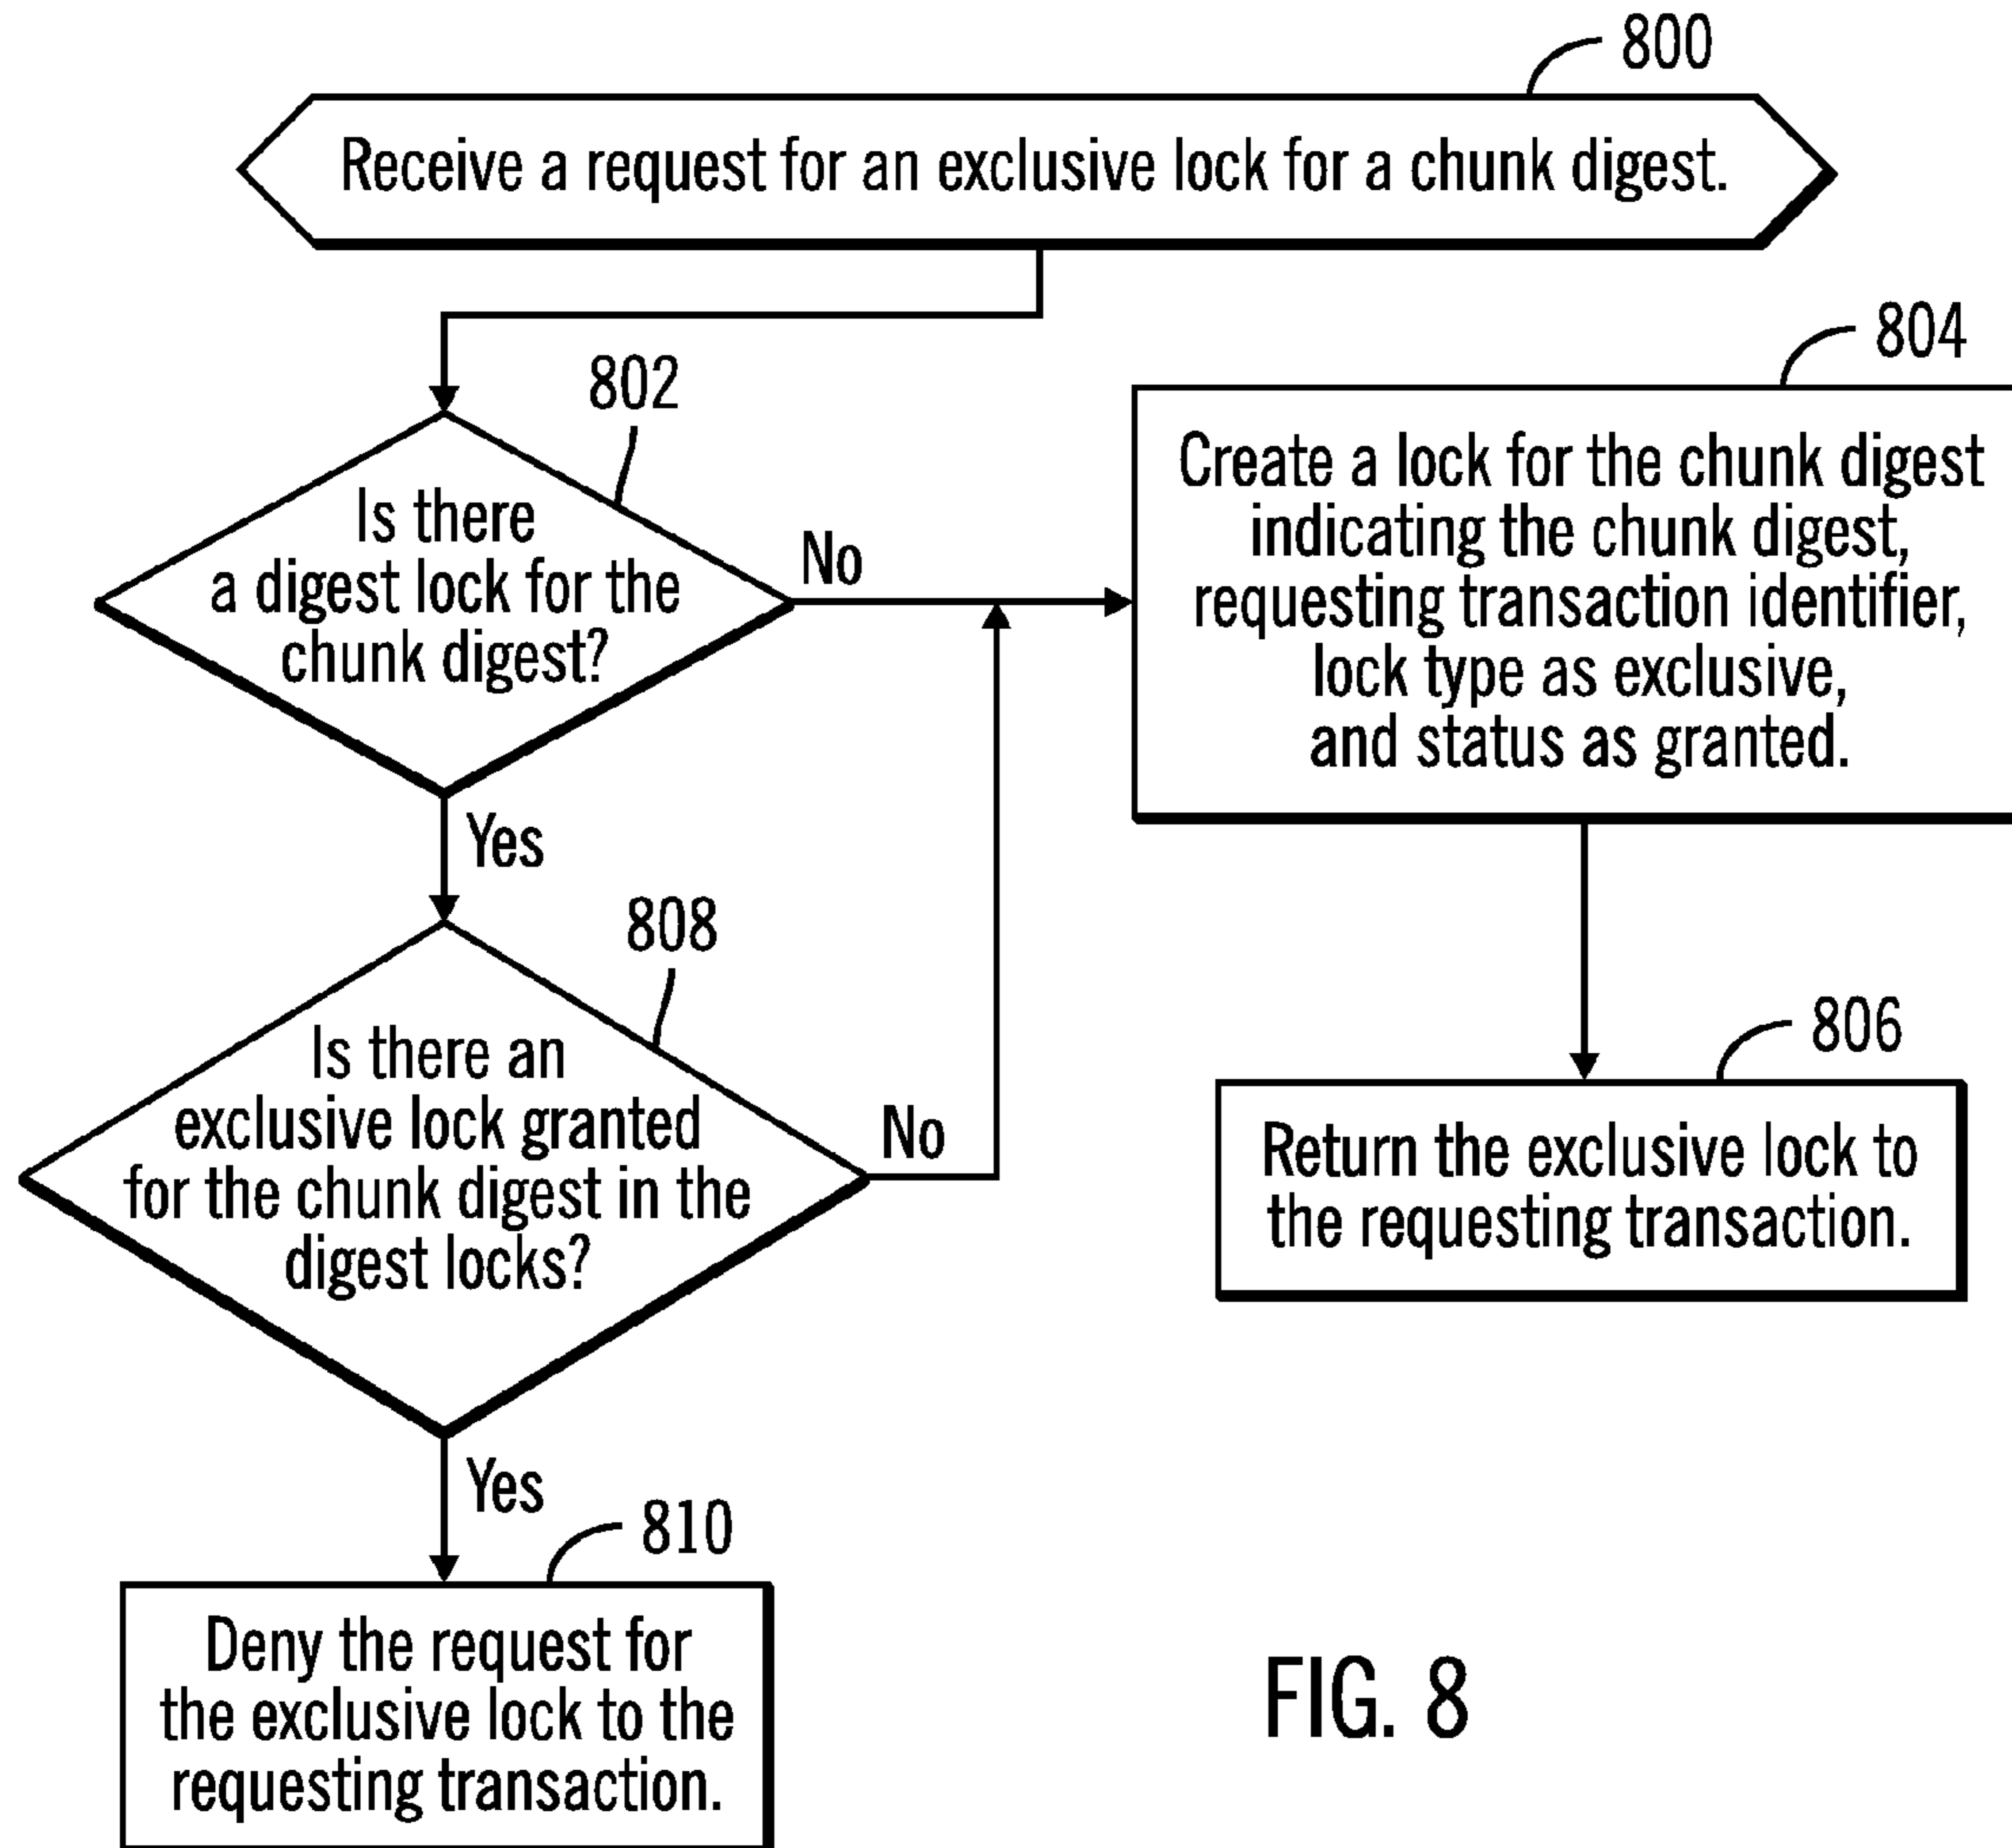 800
Receive a request for an exclusive lock for a chunk digest.
802
Is there
a digest lock for the
chunk digest?
No
Yes
804
Create a lock for the chunk digest
indicating the chunk digest,
requesting transaction identifier,
lock type as exclusive,
and status as granted.
808
Is there an
exclusive lock granted
for the chunk digest in the
digest locks?
No
Yes
806
Return the exclusive lock to
the requesting transaction.
810
Deny the request for
the exclusive lock to the
requesting transaction.
FIG. 8